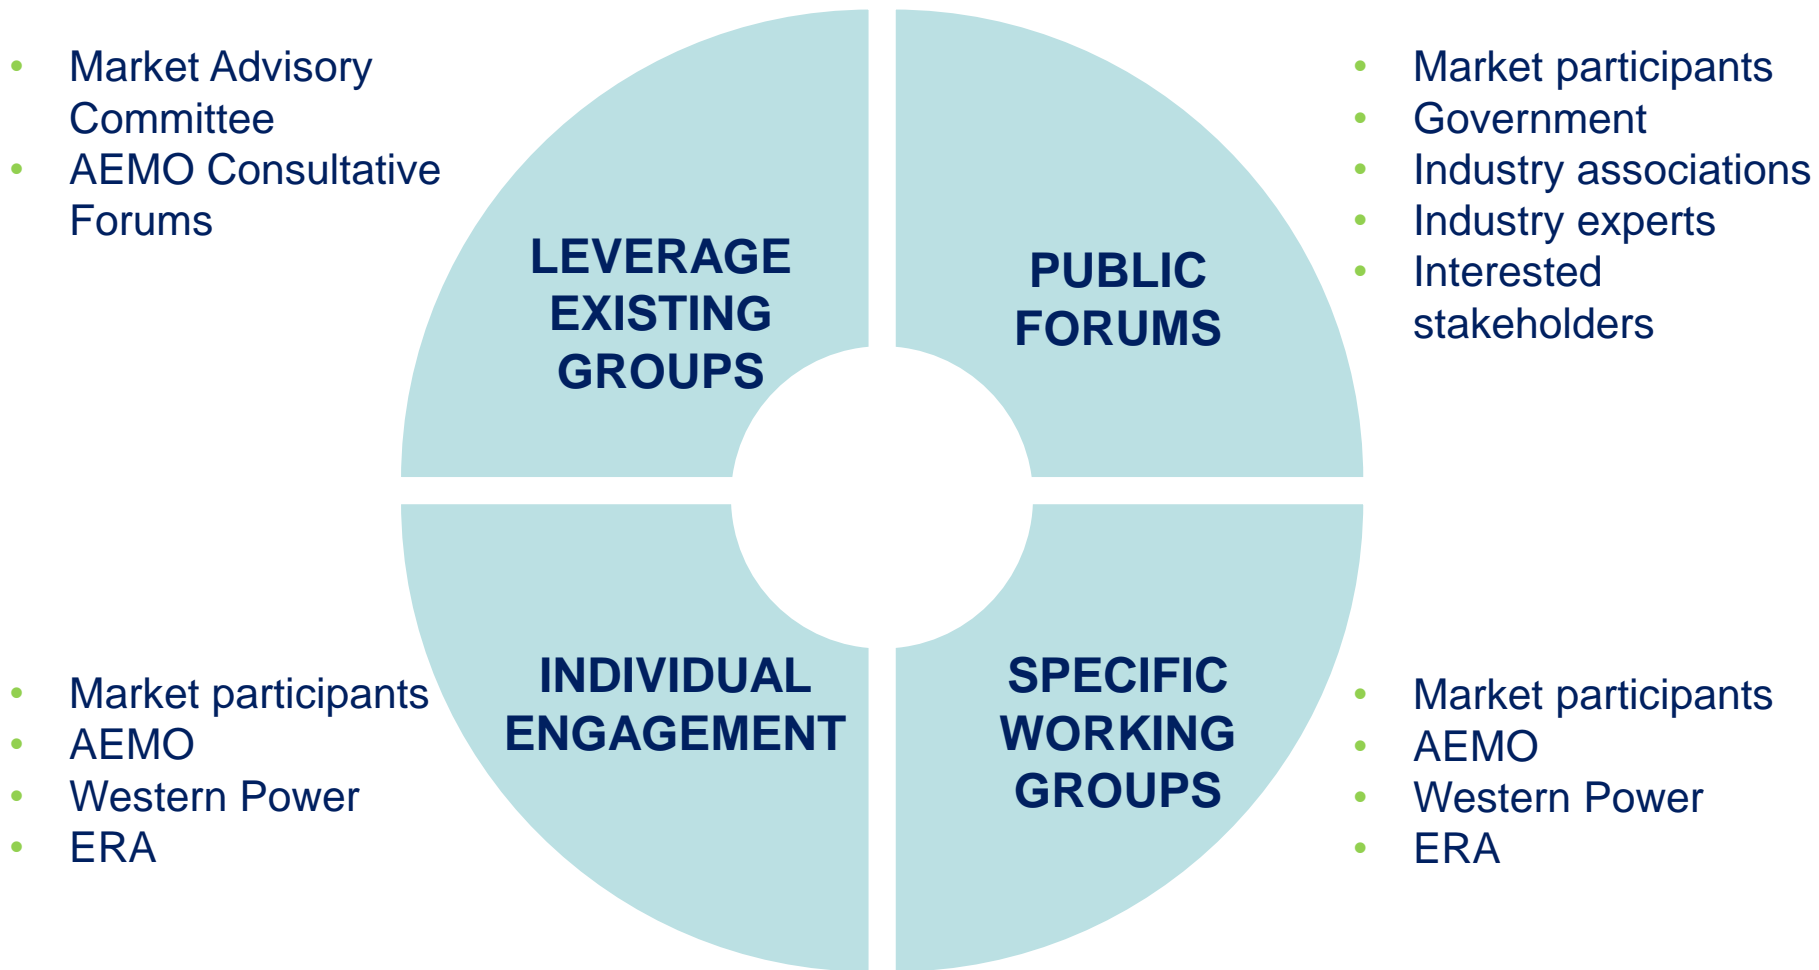 • Market Advisory
Committee
• AEMO Consultative
Forums
LEVERAGE
EXISTING
GROUPS
PUBLIC
FORUMS
• Market participants
• Government
• Industry associations
• Industry experts
• Interested
stakeholders
• Market participants
• AEMO
• Western Power
• ERA
INDIVIDUAL
ENGAGEMENT
SPECIFIC
WORKING
GROUPS
• Market participants
• AEMO
• Western Power
• ERA